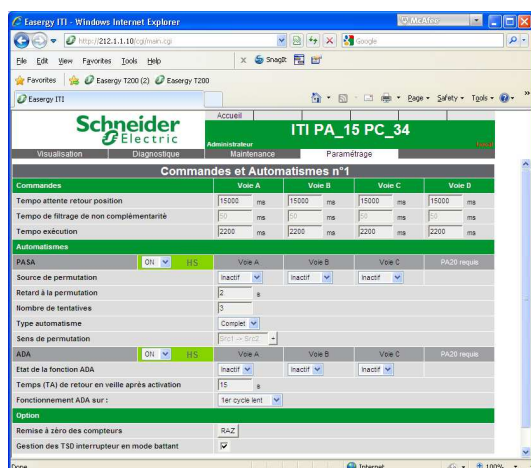 Easergy ITI - Windows Internet Explorer
McAfee
http://212.1.1.10/cgi/main.cgi
Google
File Edit View Favorites Tools Help
SnagIt
Favorites Easergy T200 (2) Easergy T200
Easergy ITI
Page Safety Tools
Accueil
Schneider Electric
ITI PA_15 PC_34
Administrateur
Visualisation Diagnostique Maintenance Paramétrage
Commandes et Automatismes n°1
Commandes Voie A Voie B Voie C Voie D
Tempo attente retour position 15000 ms 15000 ms 15000 ms 15000 ms
Tempo de filtrage de non complémentarité 50 ms 50 ms 50 ms 50 ms
Tempo exécution 2200 ms 2200 ms 2200 ms 2200 ms
Automatismes
PASA ON HS Voie A Voie B Voie C PA20 requis
Source de permutation Inactif Inactif Inactif
Retard à la permutation 2 s
Nombre de tentatives 3
Type automatisme Complet
Sens de permutation Src1 -> Src2
ADA ON HS Voie A Voie B Voie C PA20 requis
Etat de la fonction ADA Inactif Inactif Inactif
Temps (TA) de retour en veille après activation 15 s
Fonctionnement ADA sur : 1er cycle lent
Option
Remise à zéro des compteurs RAZ
Gestion des TSD interrupteur en mode battant
Done Internet 100%